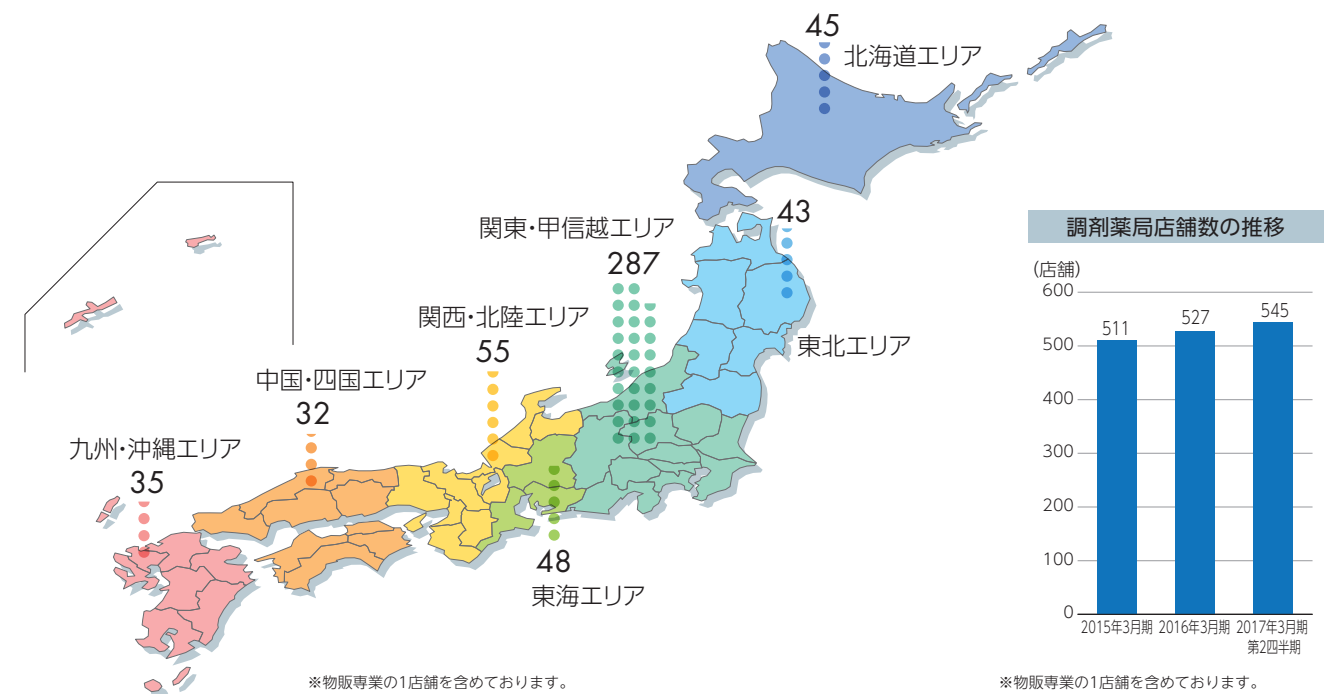 45
北海道エリア
43
東北エリア
関東・甲信越エリア
287
関西・北陸エリア
55
中国・四国エリア
32
九州・沖縄エリア
35
48
東海エリア
※物販専業の1店舗を含めております。
調剤薬局店舗数の推移
(店舗)
600
500
400
300
200
100
0
511
527
545
2015年3月期
2016年3月期
2017年3月期
第2四半期
※物販専業の1店舗を含めております。